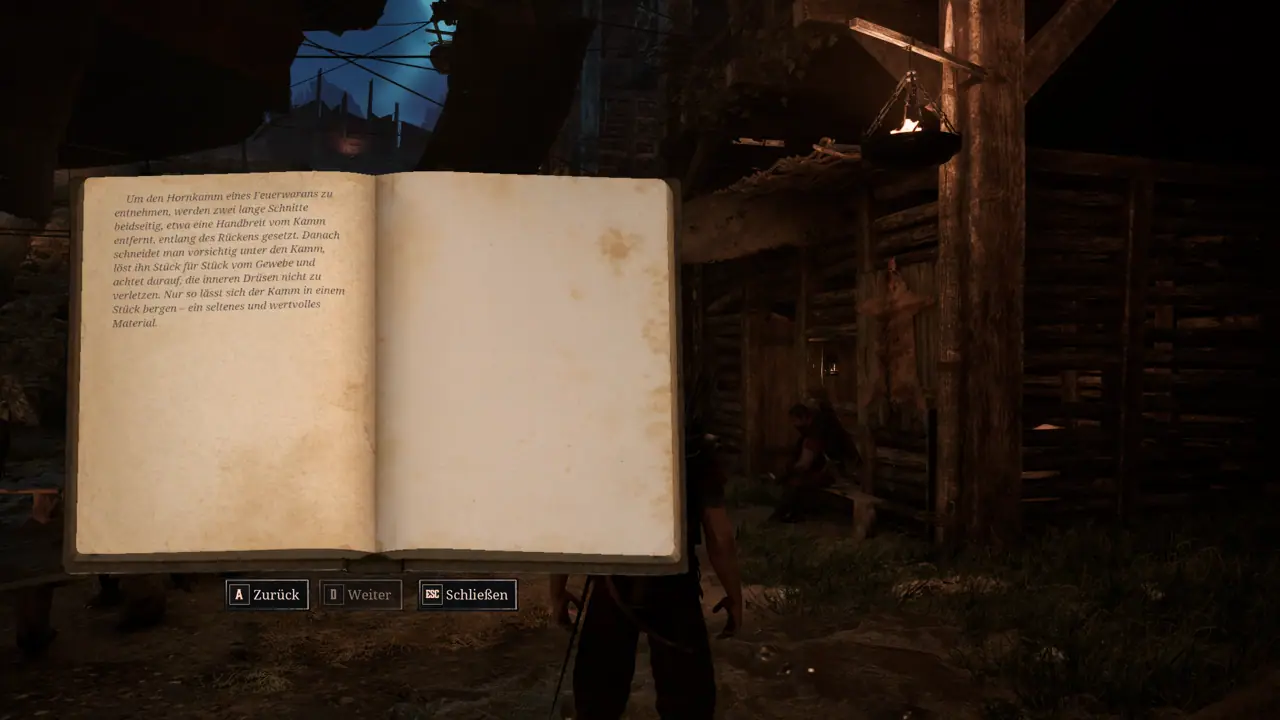 Um den Hornkamm eines Feuerwarans zu
entnehmen, werden zwei lange Schnitte
beidseitig, etwa eine Handbreit vom Kamm
entfernt, entlang des Rückens gesetzt. Danach
schneidet man vorsichtig unter den Kamm,
löst ihn Stück für Stück vom Gewebe und
achtet darauf, die inneren Drüsen nicht zu
verletzen. Nur so lässt sich der Kamm in einem
Stück bergen – ein seltenes und wertvolles
Material.
A Zurück
D Weiter
ESC Schließen